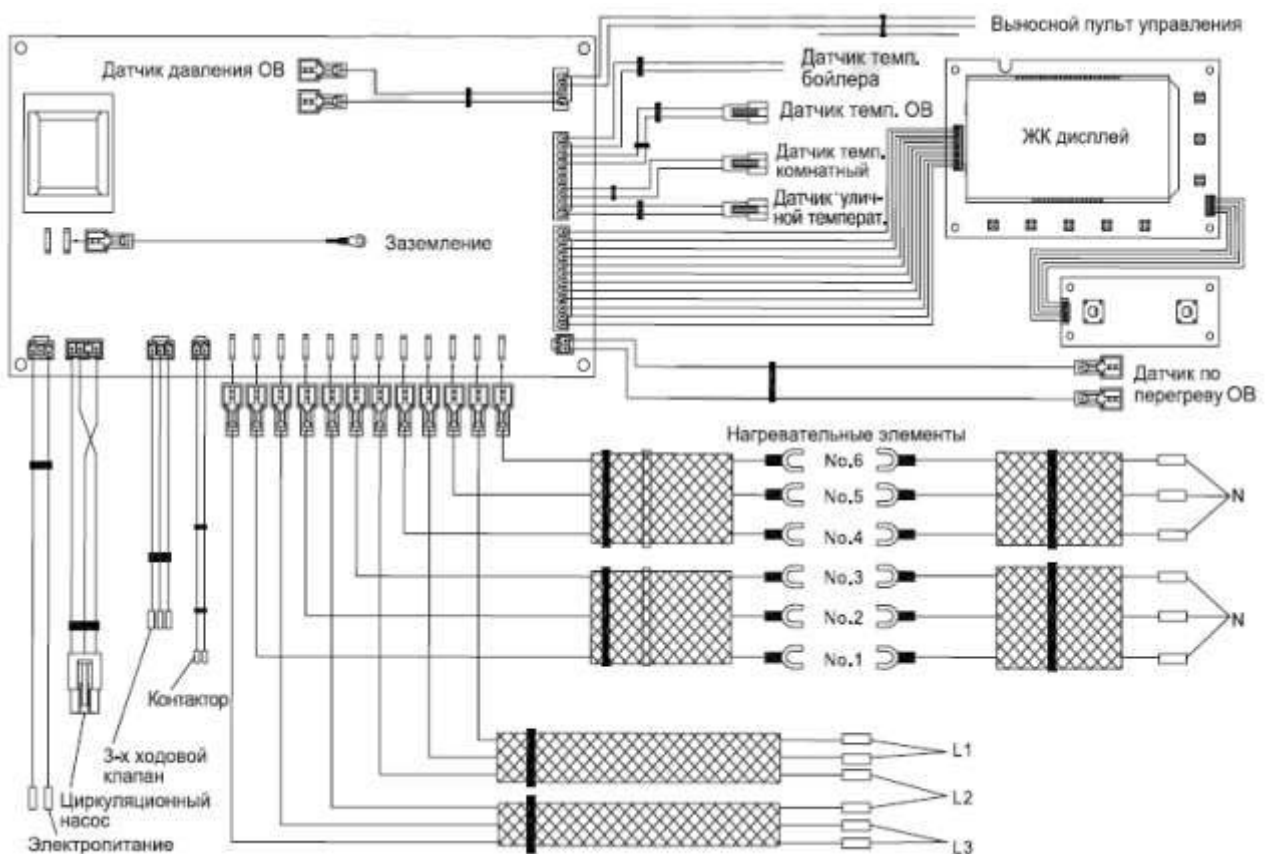 Выносной пульт управления
Датчик давления ОВ
Датчик темп.
бойлера
Датчик темп. ОВ
ЖК дисплей
Датчик темп.
комнатный
Датчик улич-
ной температ.
Заземление
Датчик по
перегреву ОВ
Нагревательные элементы
No.6
No.5
N
No.4
No.3
No.2
N
No.1
Контактор
3-х ходовой
клапан
L1
Циркуляционный
насос
L2
Электропитание
L3